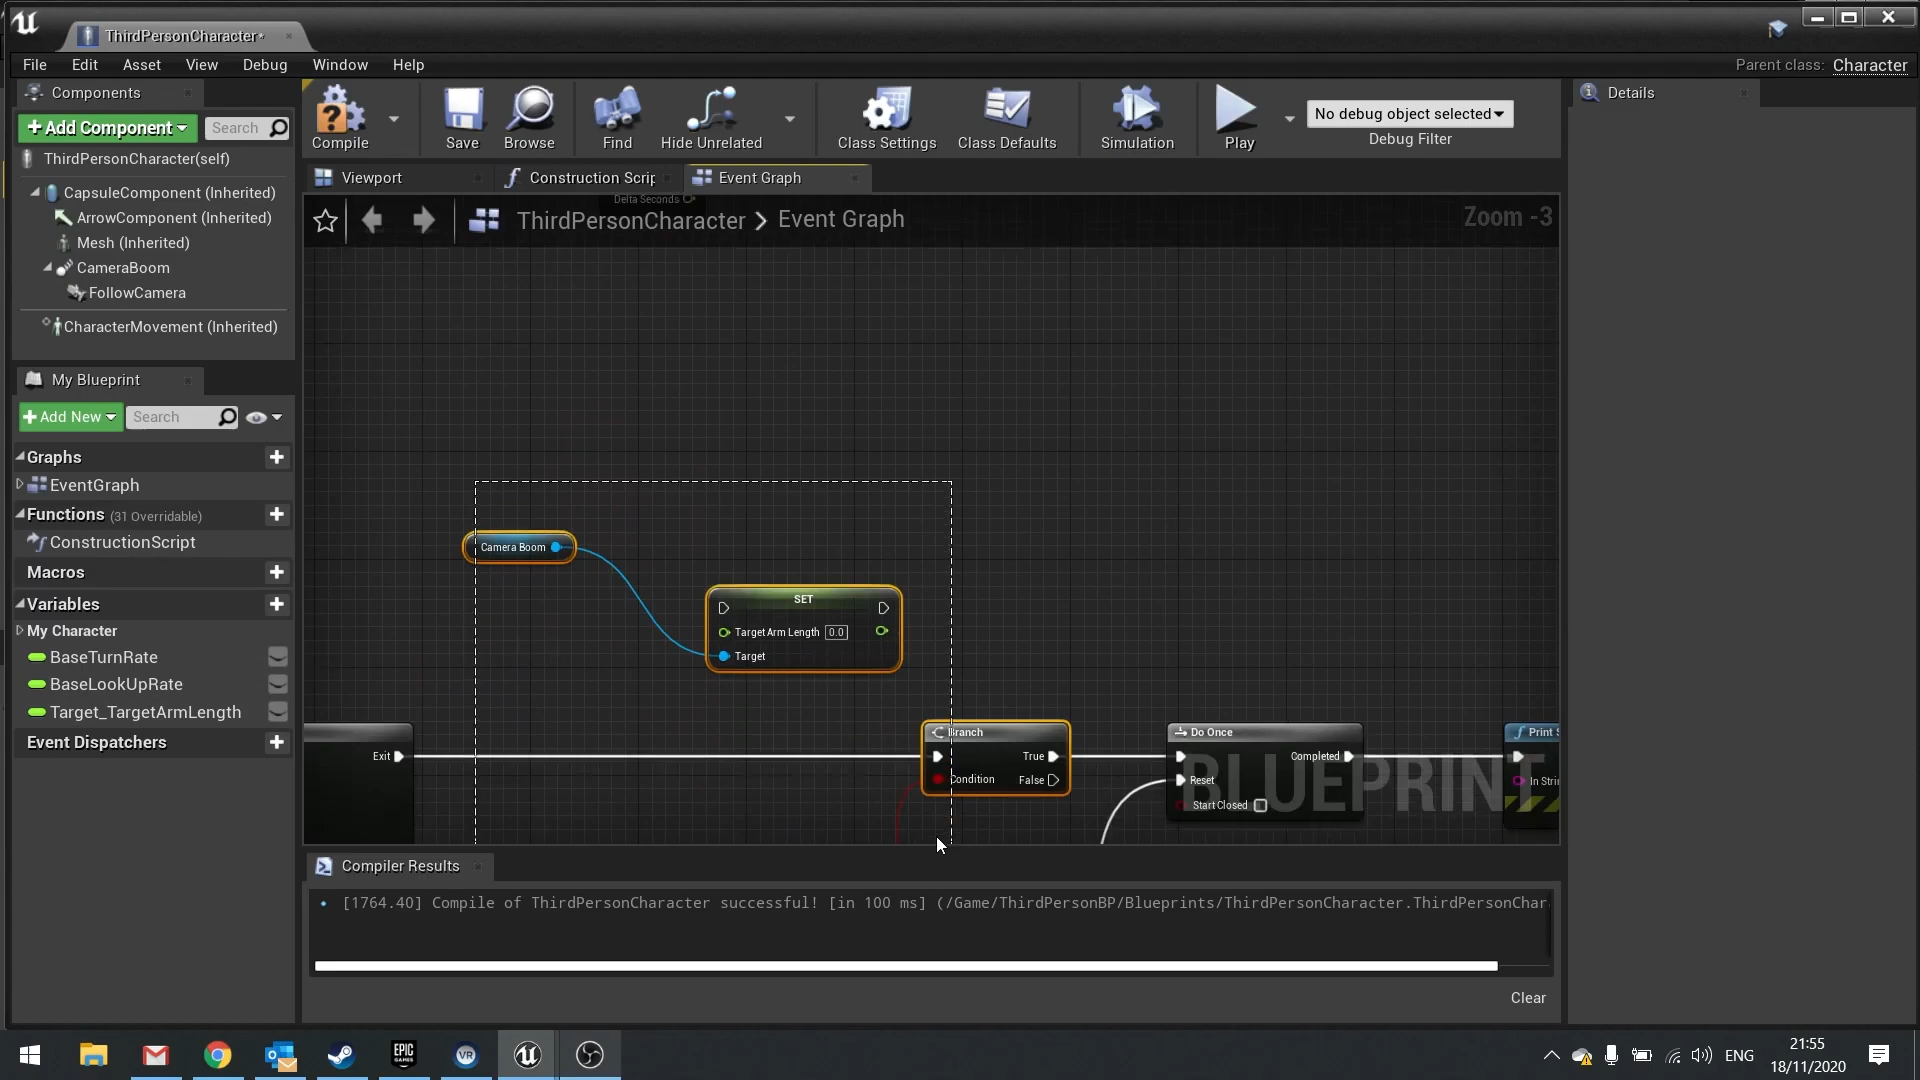 ThirdPersonCharacter*
File Edit Asset View Debug Window Help
Parent class: Character
Components
+Add Component Search
ThirdPersonCharacter(self)
CapsuleComponent (Inherited)
ArrowComponent (Inherited)
Mesh (Inherited)
CameraBoom
FollowCamera
CharacterMovement (Inherited)
My Blueprint
+Add New Search
Graphs
EventGraph
Functions (31 Overridable)
ConstructionScript
Macros
Variables
My Character
BaseTurnRate
BaseLookUpRate
Target_TargetArmLength
Event Dispatchers
Compile Save Browse Find Hide Unrelated Class Settings Class Defaults Simulation Play
No debug object selected
Debug Filter
Viewport Construction Scrip Event Graph
Delta Seconds
ThirdPersonCharacter > Event Graph
Zoom -3
Camera Boom
SET
Target Arm Length 0.0
Target
Exit
Branch
True
Condition False
Do Once
Completed
Reset
Start Closed
Print S
In Strin
BLUEPRINT
Compiler Results
[1764.40] Compile of ThirdPersonCharacter successful! [in 100 ms] (/Game/ThirdPersonBP/Blueprints/ThirdPersonCharacter.ThirdPersonChar
Clear
Details
EPIC
GAMES
VR
ENG
21:55
18/11/2020